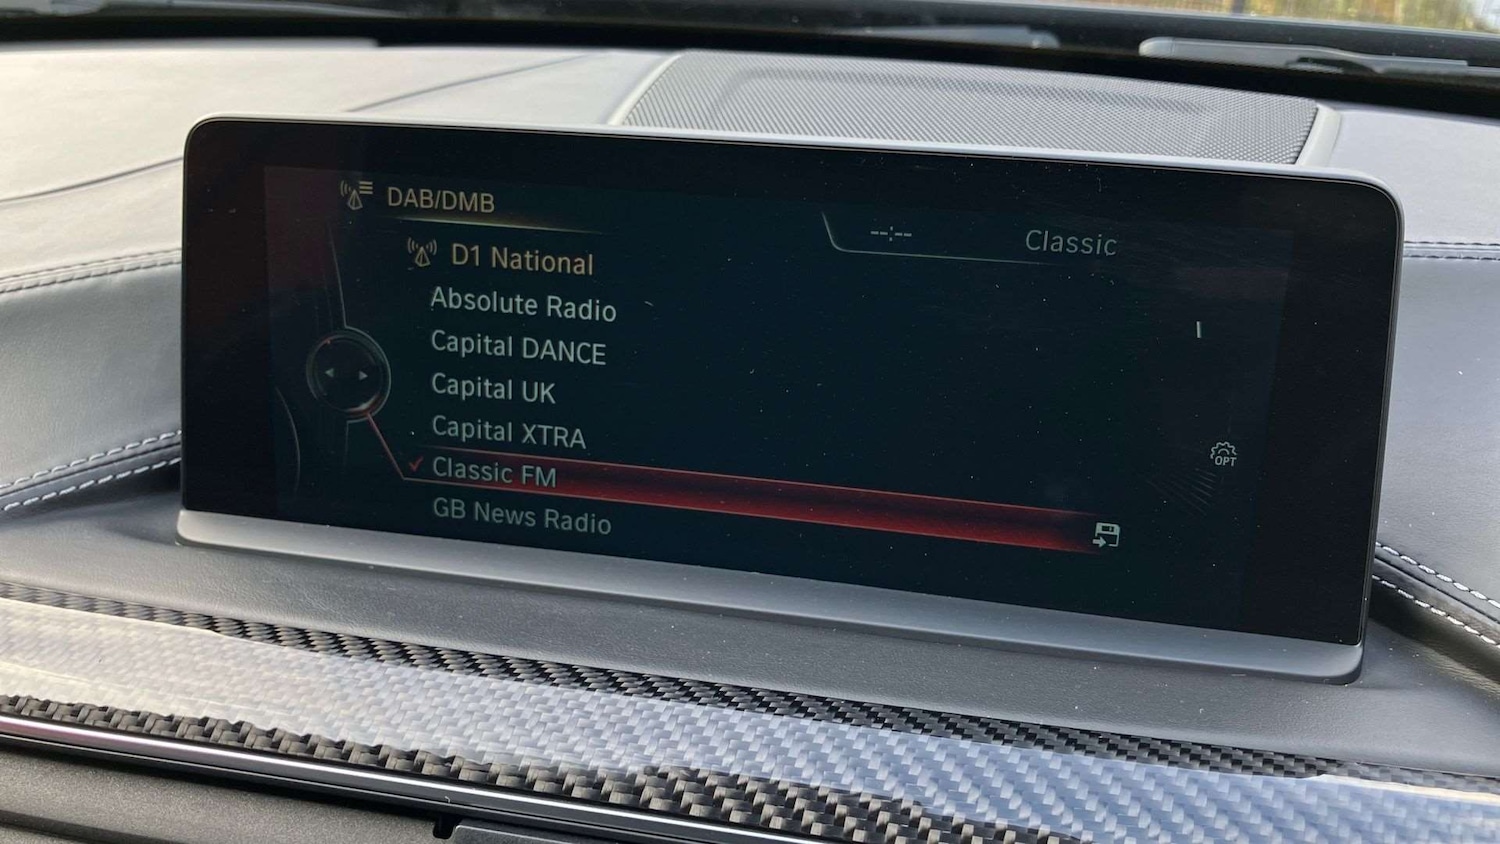 DAB/DMB
--:-- Classic
D1 National
Absolute Radio
Capital DANCE
Capital UK
Capital XTRA
Classic FM
GB News Radio
OPT